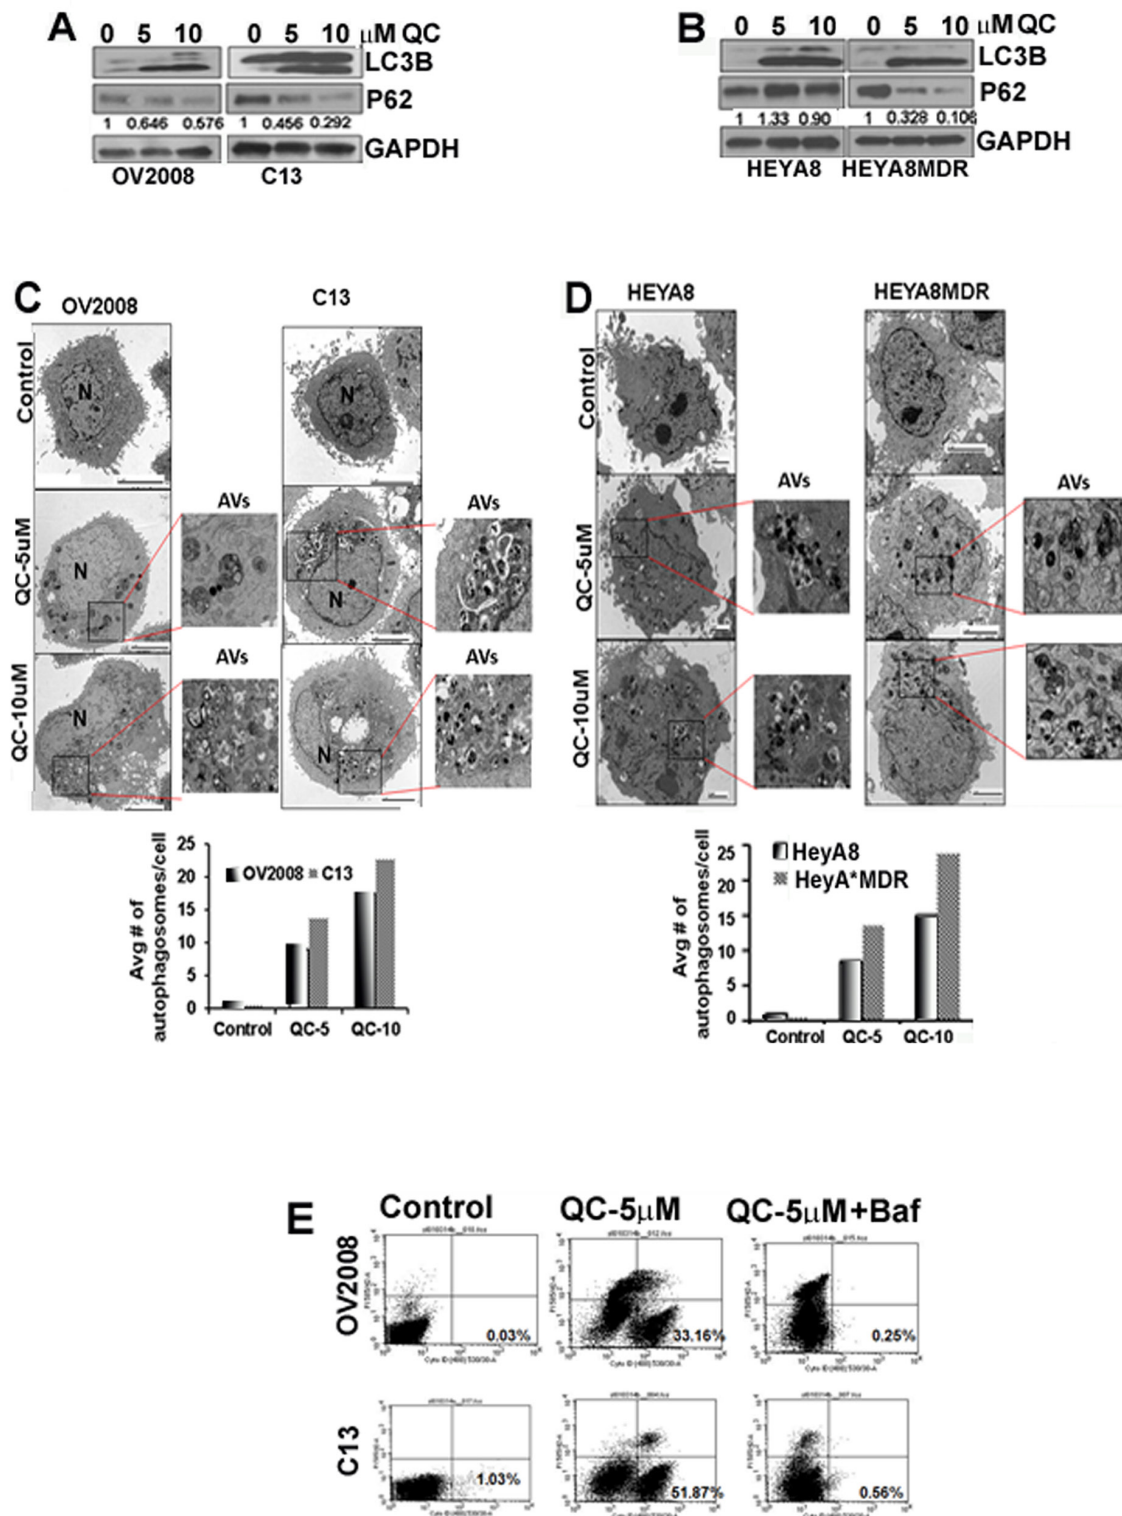 A
0 5 10 0 5 10 μM QC
LC3B
P62
1 0.646 0.576 1 0.456 0.292
GAPDH
OV2008 C13
B
0 5 10 0 5 10 μM QC
LC3B
P62
1 1.33 0.90 1 0.328 0.108
GAPDH
HEYA8 HEYA8MDR
C
OV2008 C13
Control
N N
QC-5uM
AVs AVs
N N
QC-10uM
AVs AVs
N N
25
20
15
10
5
0
Avg # of
autophagosomes/cell
OV2008 C13
Control QC-5 QC-10
D
HEYA8 HEYA8MDR
Control
QC-5uM
AVs AVs
QC-10uM
25
20
15
10
5
0
Avg # of
autophagosomes/cell
HeyA8
HeyA*MDR
Control QC-5 QC-10
E
Control QC-5μM QC-5μM+Baf
OV2008
0.03% 33.16% 0.25%
C13
1.03% 51.87% 0.56%